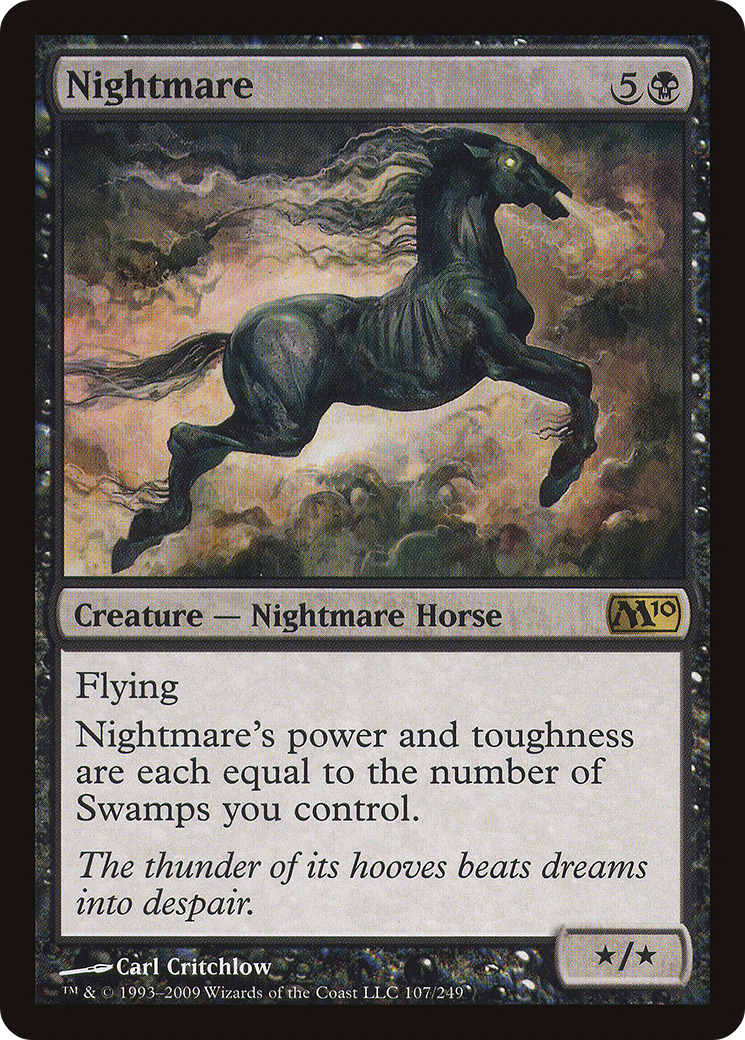 Nightmare 5
Creature — Nightmare Horse M10
Flying
Nightmare's power and toughness
are each equal to the number of
Swamps you control.
The thunder of its hooves beats dreams
into despair.
★/★
Carl Critchlow
™ & © 1993–2009 Wizards of the Coast LLC 107/249